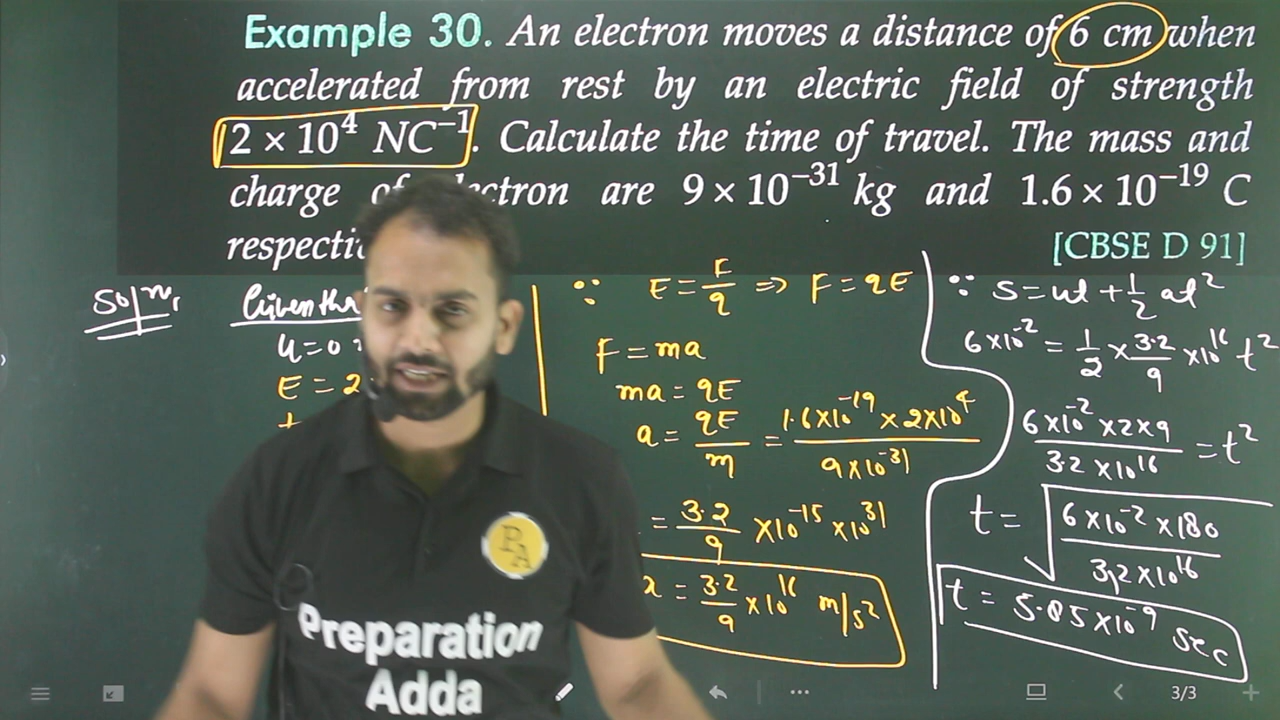 Example 30. An electron moves a distance of 6 cm when
accelerated from rest by an electric field of strength
2 × 10⁴ NC⁻¹. Calculate the time of travel. The mass and
charge of electron are 9 × 10⁻³¹ kg and 1.6 × 10⁻¹⁹ C
[CBSE D 91]
Solⁿ,
u = 0
E = 2
∵ E = F/q ⇒ F = qE
F = ma
ma = qE
a = qE/m = 1.6×10⁻¹⁹ × 2×10⁴ / 9×10⁻³¹
= 3.2/9 × 10⁻¹⁵ × 10³¹
a = 3.2/9 × 10¹⁶ m/s²
∵ S = ut + 1/2 at²
6×10⁻² = 1/2 × 3.2/9 × 10¹⁶ t²
6×10⁻² × 2×9 / 3.2×10¹⁶ = t²
t = √(6×10⁻² × 180 / 3,2×10¹⁶)
t = 5.85×10⁻⁹ sec
PA
Preparation
Adda
3/3